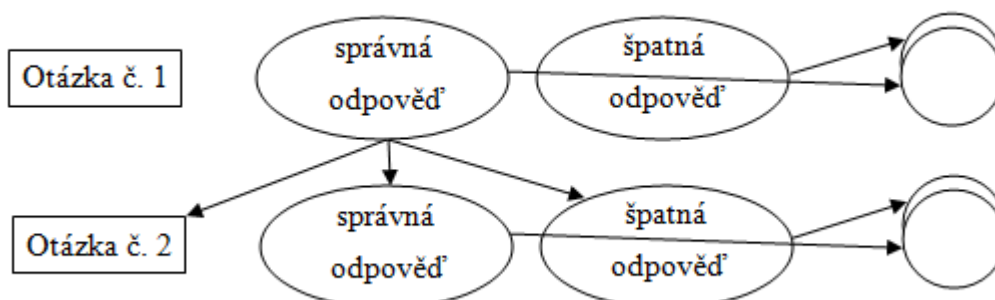 Otázka č. 1
správná
odpověď
špatná
odpověď
Otázka č. 2
správná
odpověď
špatná
odpověď